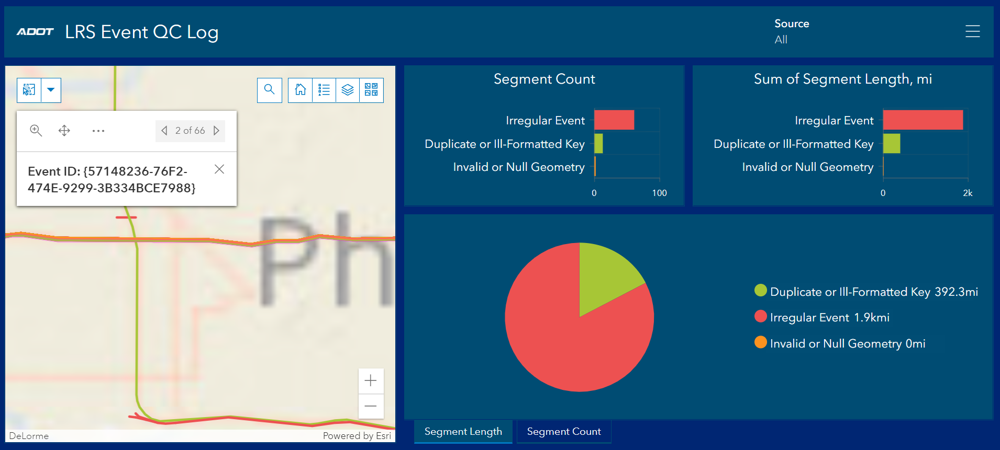 ADOT
LRS Event QC Log
Source
All
2 of 66
Event ID: {57148236-76F2-
474E-9299-3B334BCE7988}
Ph
DeLorme
Powered by Esri
Segment Count
Irregular Event
Duplicate or Ill-Formatted Key
Invalid or Null Geometry
0
100
Sum of Segment Length, mi
Irregular Event
Duplicate or Ill-Formatted Key
Invalid or Null Geometry
0
2k
Duplicate or Ill-Formatted Key 392.3mi
Irregular Event 1.9kmi
Invalid or Null Geometry 0mi
Segment Length
Segment Count